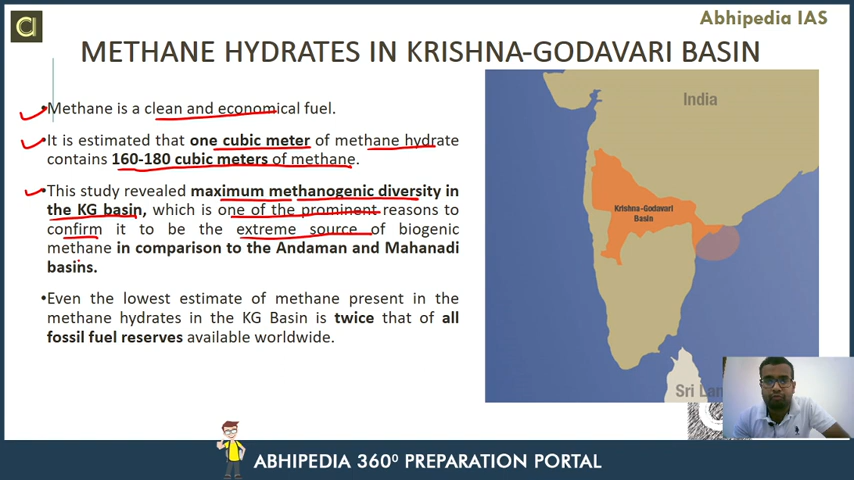 Abhipedia IAS
METHANE HYDRATES IN KRISHNA-GODAVARI BASIN
•Methane is a clean and economical fuel.
•It is estimated that one cubic meter of methane hydrate
contains 160-180 cubic meters of methane.
•This study revealed maximum methanogenic diversity in
the KG basin, which is one of the prominent reasons to
confirm it to be the extreme source of biogenic
methane in comparison to the Andaman and Mahanadi
basins.
•Even the lowest estimate of methane present in the
methane hydrates in the KG Basin is twice that of all
fossil fuel reserves available worldwide.
India
Krishna-Godavari
Basin
Sri Lan
ABHIPEDIA 360⁰ PREPARATION PORTAL